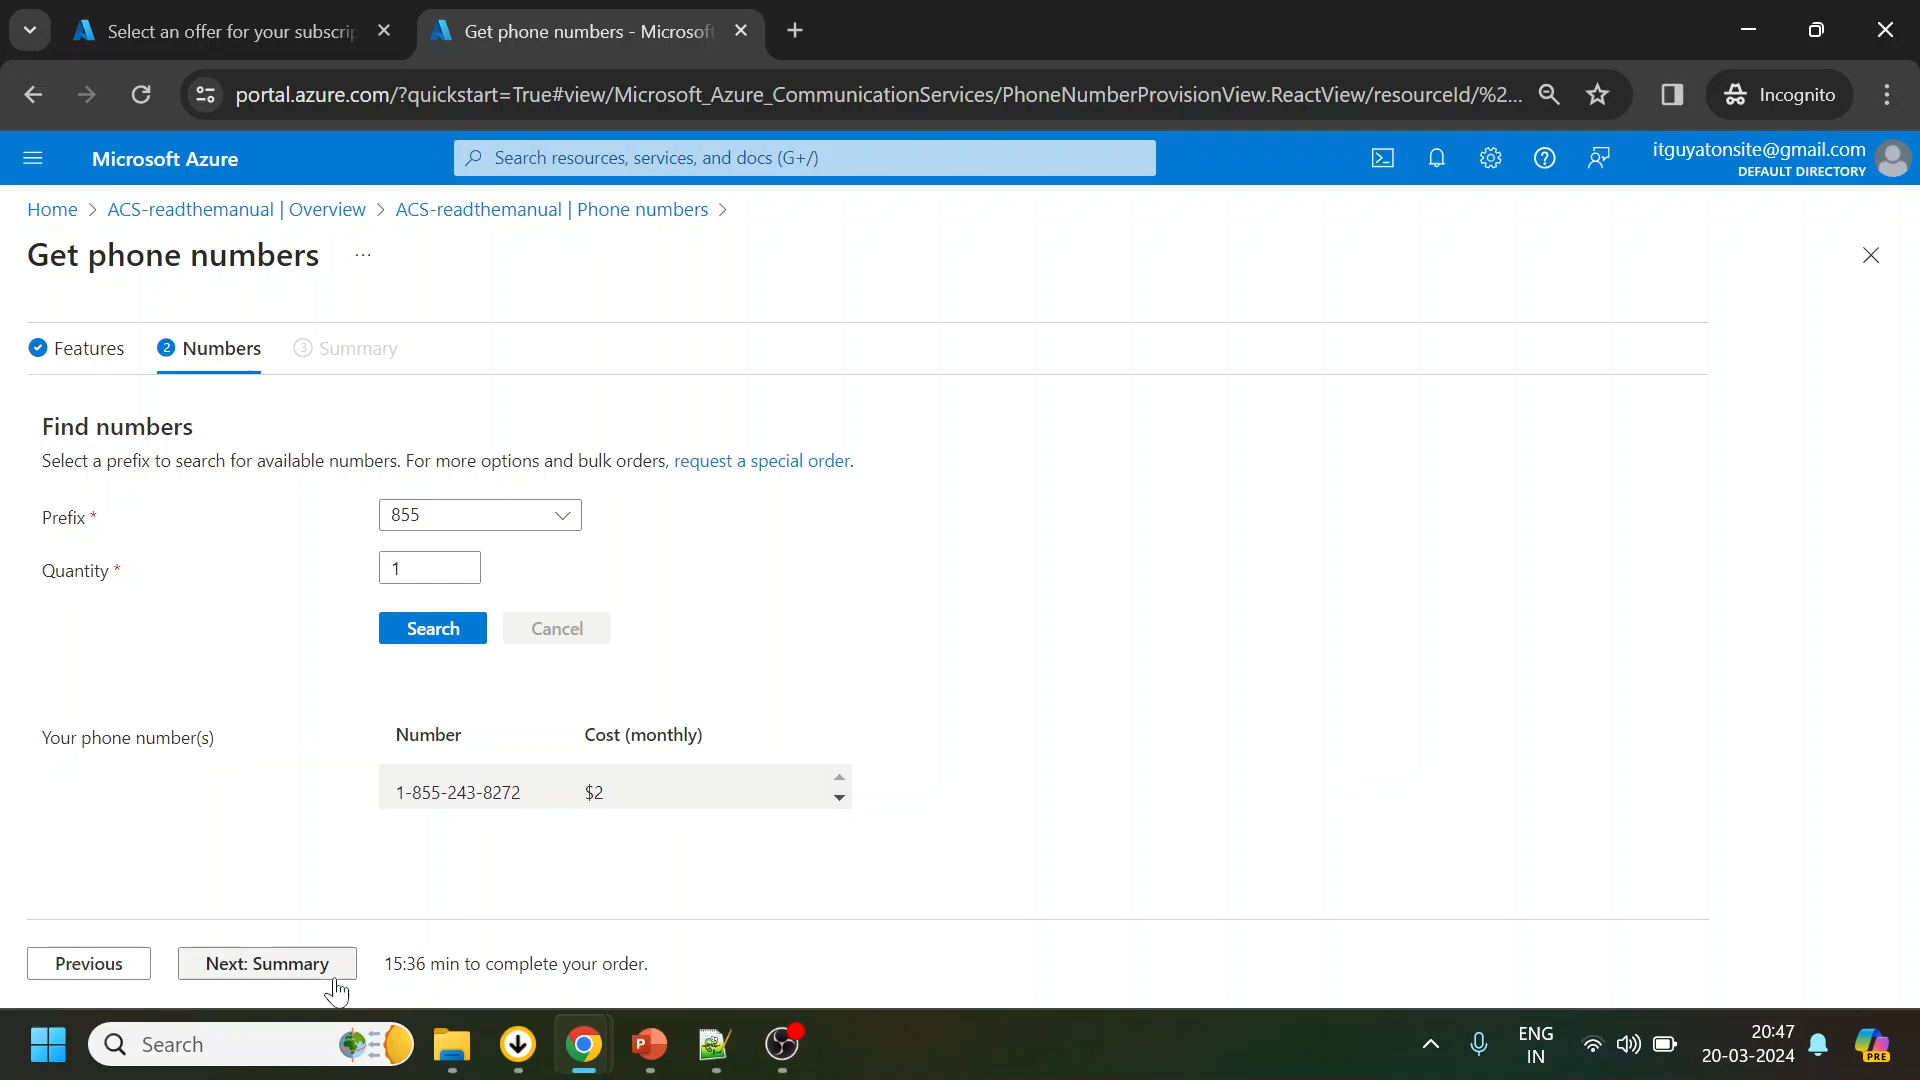 Select an offer for your subscrip
Get phone numbers - Microsof
portal.azure.com/?quickstart=True#view/Microsoft_Azure_CommunicationServices/PhoneNumberProvisionView.ReactView/resourceId/%2...
Incognito
Microsoft Azure
Search resources, services, and docs (G+/)
itguyatonsite@gmail.com
DEFAULT DIRECTORY
Home > ACS-readthemanual | Overview > ACS-readthemanual | Phone numbers >
Get phone numbers ...
Features
2 Numbers
3 Summary
Find numbers
Select a prefix to search for available numbers. For more options and bulk orders, request a special order.
Prefix *
855
Quantity *
1
Search
Cancel
Your phone number(s)
Number
Cost (monthly)
1-855-243-8272
$2
Previous
Next: Summary
15:36 min to complete your order.
Search
P
ENG
IN
20:47
20-03-2024
PRE